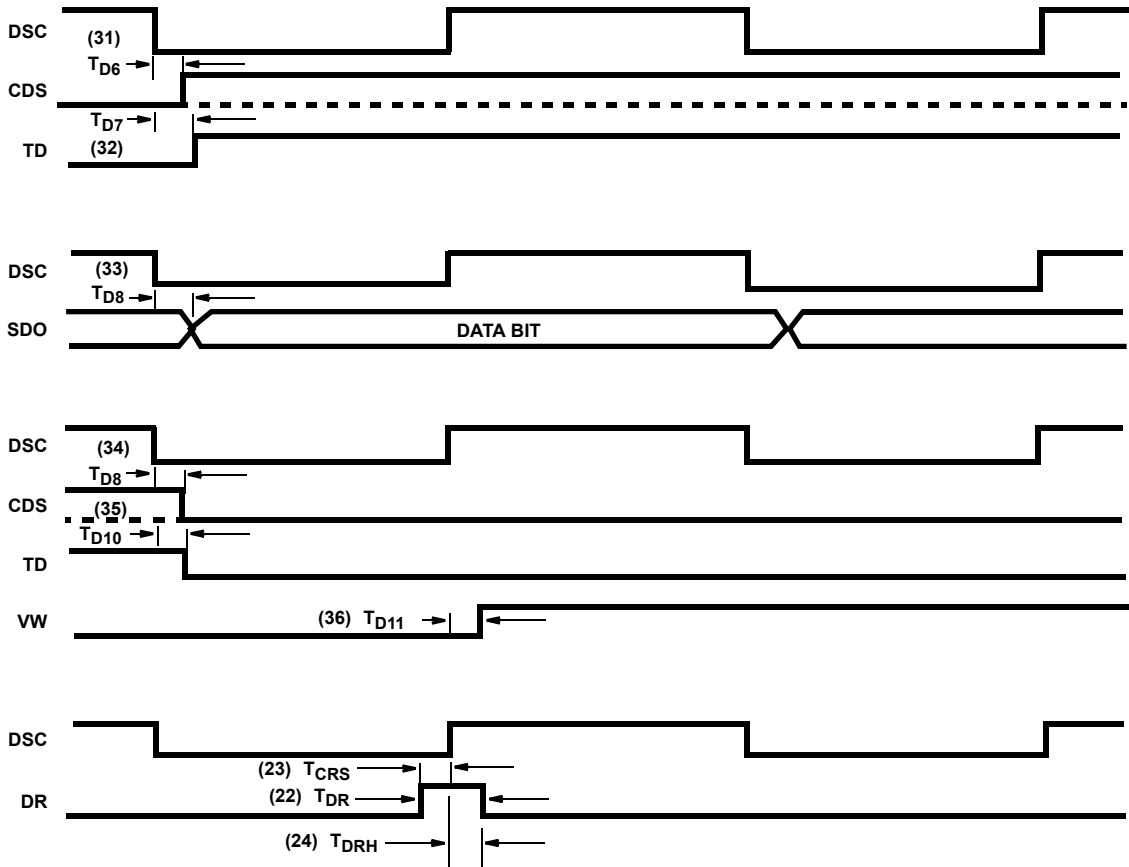 DSC
(31)
TD6
CDS
TD7
TD
(32)
DSC
(33)
TD8
SDO
DATA BIT
DSC
(34)
TD8
CDS
(35)
TD10
TD
VW
(36) TD11
DSC
(23) TCRS
DR
(22) TDR
(24) TDRH